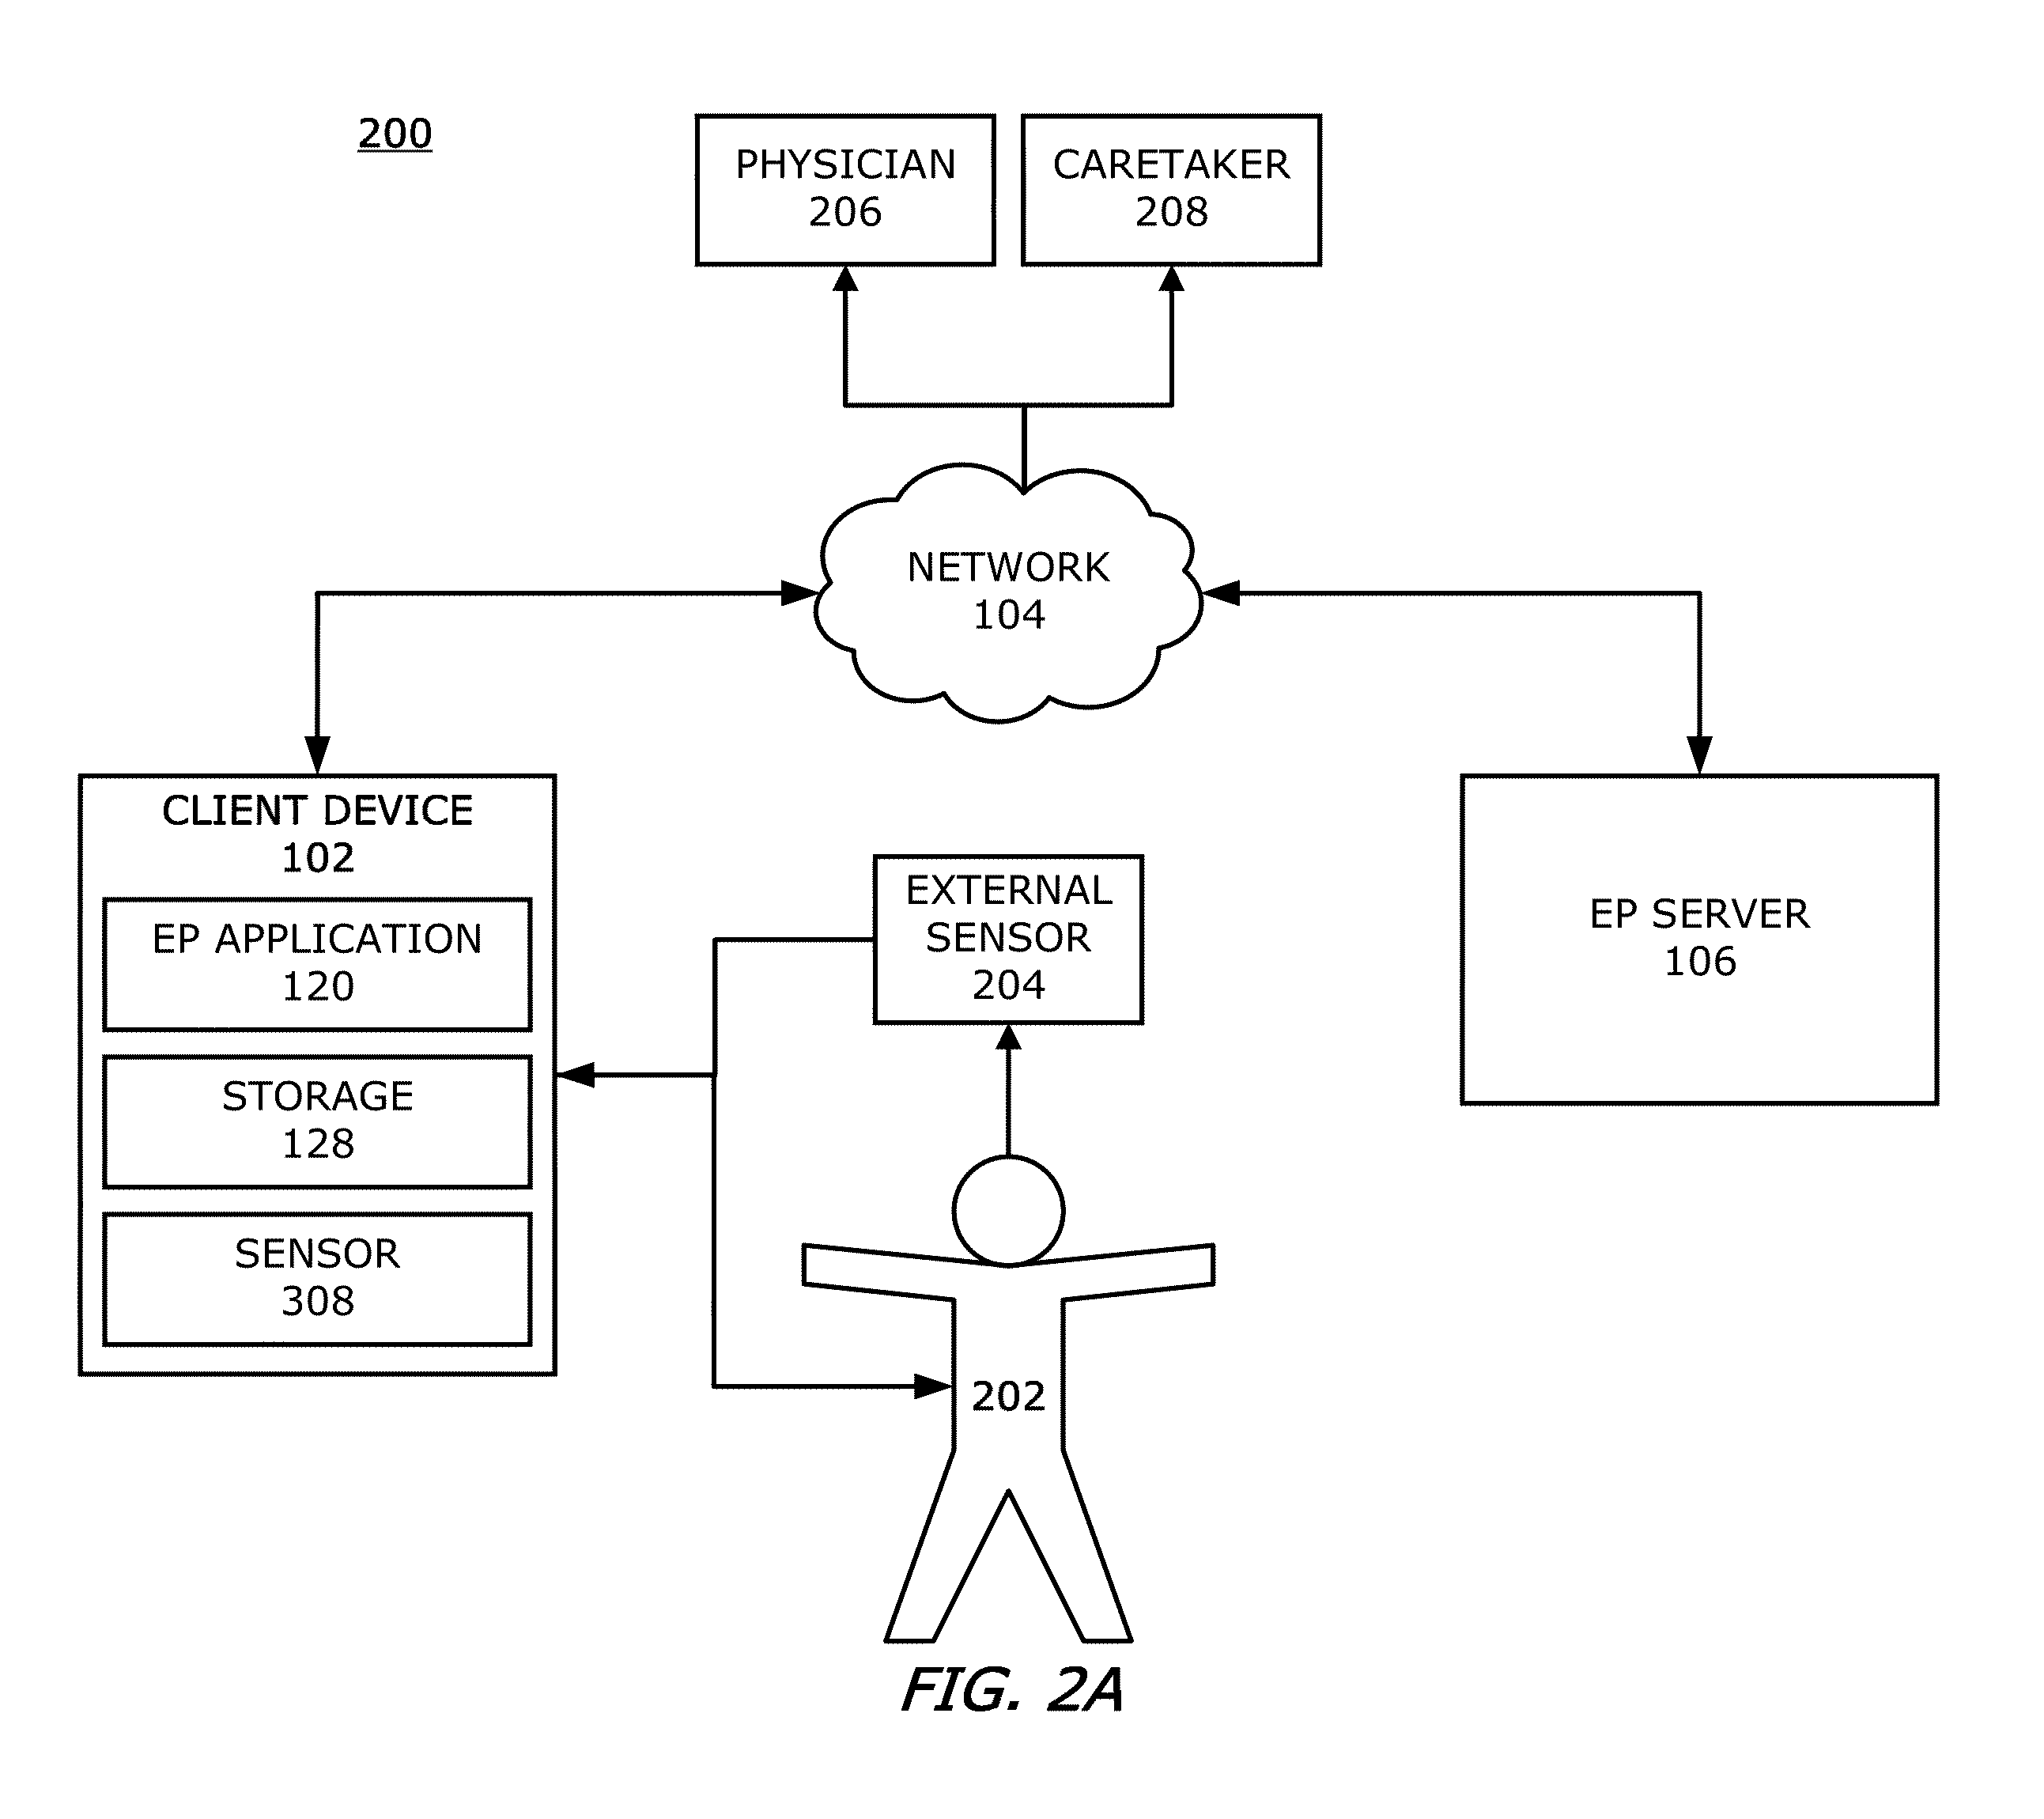 200
PHYSICIAN
206
CARETAKER
208
NETWORK
104
CLIENT DEVICE
102
EP APPLICATION
120
STORAGE
128
SENSOR
308
EXTERNAL
SENSOR
204
EP SERVER
106
202
FIG. 2A